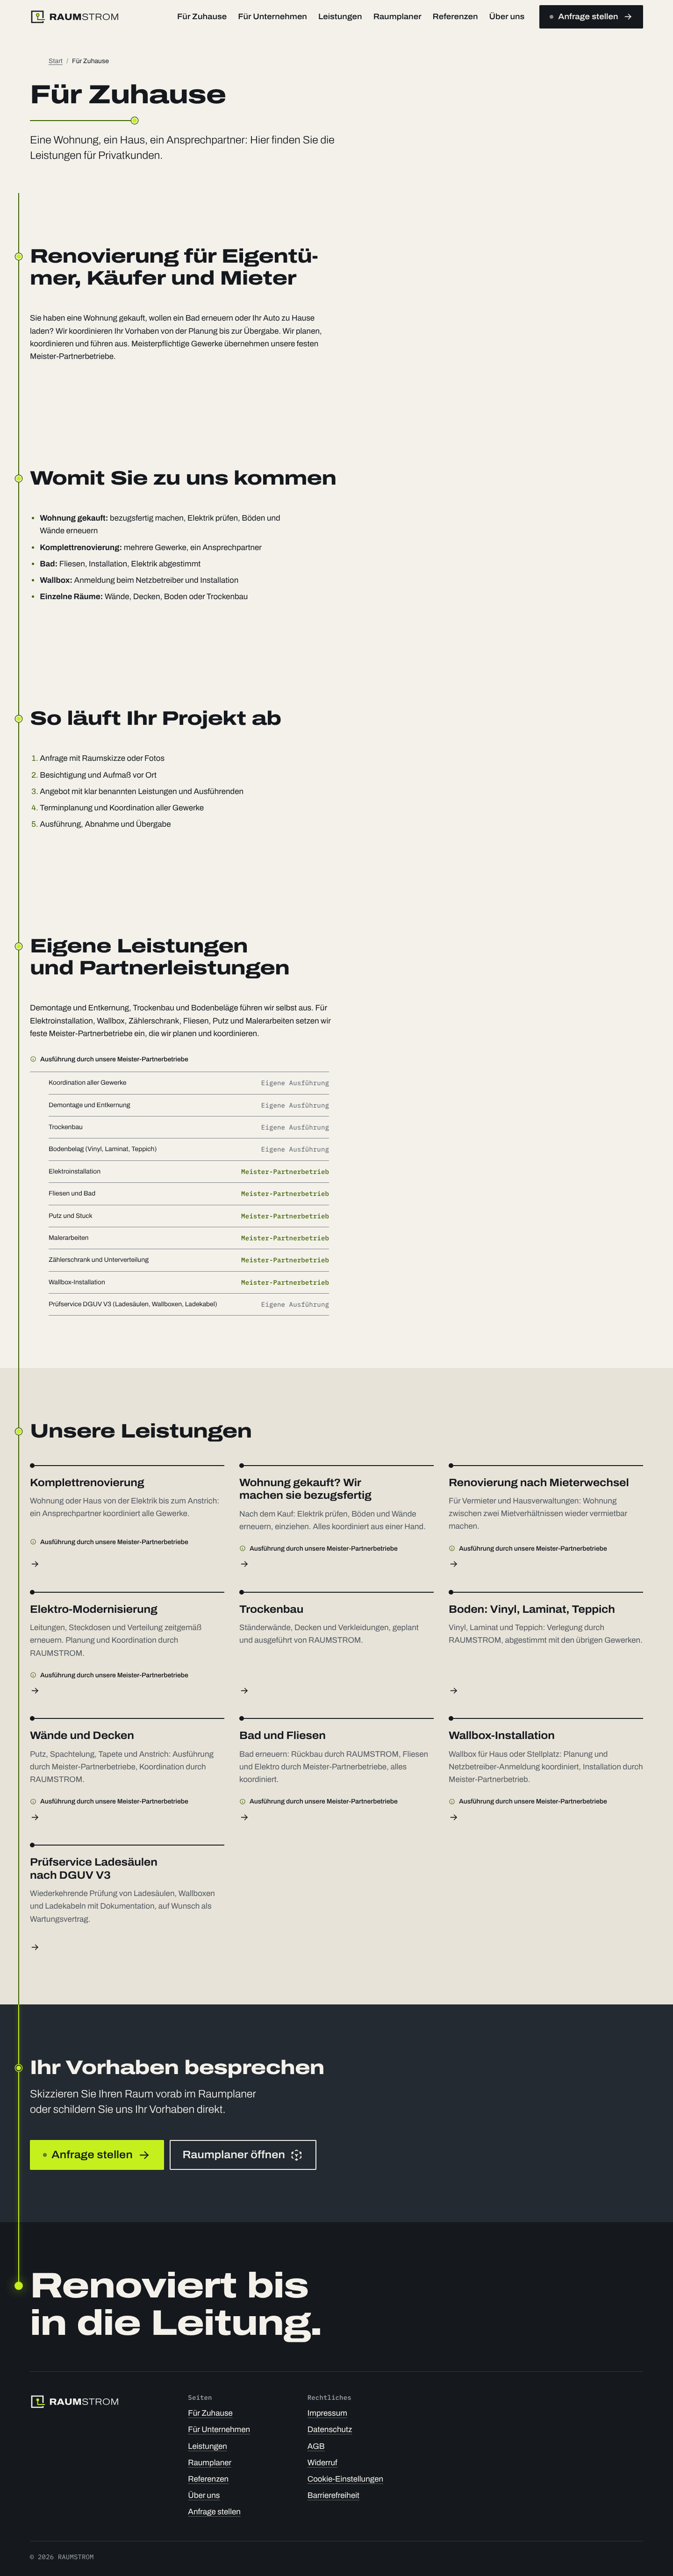 RAUMSTROM
Für Zuhause
Für Unternehmen
Leistungen
Raumplaner
Referenzen
Über uns
Anfrage stellen
Start / Für Zuhause
Für Zuhause
Eine Wohnung, ein Haus, ein Ansprechpartner: Hier finden Sie die
Leistungen für Privatkunden.
Renovierung für Eigentü-
mer, Käufer und Mieter
Sie haben eine Wohnung gekauft, wollen ein Bad erneuern oder Ihr Auto zu Hause
laden? Wir koordinieren Ihr Vorhaben von der Planung bis zur Übergabe. Wir planen,
koordinieren und führen aus. Meisterpflichtige Gewerke übernehmen unsere festen
Meister-Partnerbetriebe.
Womit Sie zu uns kommen
Wohnung gekauft: bezugsfertig machen, Elektrik prüfen, Böden und
Wände erneuern
Komplettrenovierung: mehrere Gewerke, ein Ansprechpartner
Bad: Fliesen, Installation, Elektrik abgestimmt
Wallbox: Anmeldung beim Netzbetreiber und Installation
Einzelne Räume: Wände, Decken, Boden oder Trockenbau
So läuft Ihr Projekt ab
1. Anfrage mit Raumskizze oder Fotos
2. Besichtigung und Aufmaß vor Ort
3. Angebot mit klar benannten Leistungen und Ausführenden
4. Terminplanung und Koordination aller Gewerke
5. Ausführung, Abnahme und Übergabe
Eigene Leistungen
und Partnerleistungen
Demontage und Entkernung, Trockenbau und Bodenbeläge führen wir selbst aus. Für
Elektroinstallation, Wallbox, Zählerschrank, Fliesen, Putz und Malerarbeiten setzen wir
feste Meister-Partnerbetriebe ein, die wir planen und koordinieren.
Ausführung durch unsere Meister-Partnerbetriebe
Koordination aller Gewerke Eigene Ausführung
Demontage und Entkernung Eigene Ausführung
Trockenbau Eigene Ausführung
Bodenbelag (Vinyl, Laminat, Teppich) Eigene Ausführung
Elektroinstallation Meister-Partnerbetrieb
Fliesen und Bad Meister-Partnerbetrieb
Putz und Stuck Meister-Partnerbetrieb
Malerarbeiten Meister-Partnerbetrieb
Zählerschrank und Unterverteilung Meister-Partnerbetrieb
Wallbox-Installation Meister-Partnerbetrieb
Prüfservice DGUV V3 (Ladesäulen, Wallboxen, Ladekabel) Eigene Ausführung
Unsere Leistungen
Komplettrenovierung
Wohnung oder Haus von der Elektrik bis zum Anstrich:
ein Ansprechpartner koordiniert alle Gewerke.
Ausführung durch unsere Meister-Partnerbetriebe
Wohnung gekauft? Wir
machen sie bezugsfertig
Nach dem Kauf: Elektrik prüfen, Böden und Wände
erneuern, einziehen. Alles koordiniert aus einer Hand.
Ausführung durch unsere Meister-Partnerbetriebe
Renovierung nach Mieterwechsel
Für Vermieter und Hausverwaltungen: Wohnung
zwischen zwei Mietverhältnissen wieder vermietbar
machen.
Ausführung durch unsere Meister-Partnerbetriebe
Elektro-Modernisierung
Leitungen, Steckdosen und Verteilung zeitgemäß
erneuern. Planung und Koordination durch
RAUMSTROM.
Ausführung durch unsere Meister-Partnerbetriebe
Trockenbau
Ständerwände, Decken und Verkleidungen, geplant
und ausgeführt von RAUMSTROM.
Boden: Vinyl, Laminat, Teppich
Vinyl, Laminat und Teppich: Verlegung durch
RAUMSTROM, abgestimmt mit den übrigen Gewerken.
Wände und Decken
Putz, Spachtelung, Tapete und Anstrich: Ausführung
durch Meister-Partnerbetriebe, Koordination durch
RAUMSTROM.
Ausführung durch unsere Meister-Partnerbetriebe
Bad und Fliesen
Bad erneuern: Rückbau durch RAUMSTROM, Fliesen
und Elektro durch Meister-Partnerbetriebe, alles
koordiniert.
Ausführung durch unsere Meister-Partnerbetriebe
Wallbox-Installation
Wallbox für Haus oder Stellplatz: Planung und
Netzbetreiber-Anmeldung koordiniert, Installation durch
Meister-Partnerbetrieb.
Ausführung durch unsere Meister-Partnerbetriebe
Prüfservice Ladesäulen
nach DGUV V3
Wiederkehrende Prüfung von Ladesäulen, Wallboxen
und Ladekabeln mit Dokumentation, auf Wunsch als
Wartungsvertrag.
Ihr Vorhaben besprechen
Skizzieren Sie Ihren Raum vorab im Raumplaner
oder schildern Sie uns Ihr Vorhaben direkt.
Anfrage stellen
Raumplaner öffnen
Renoviert bis
in die Leitung.
RAUMSTROM
Seiten
Für Zuhause
Für Unternehmen
Leistungen
Raumplaner
Referenzen
Über uns
Anfrage stellen
Rechtliches
Impressum
Datenschutz
AGB
Widerruf
Cookie-Einstellungen
Barrierefreiheit
© 2026 RAUMSTROM